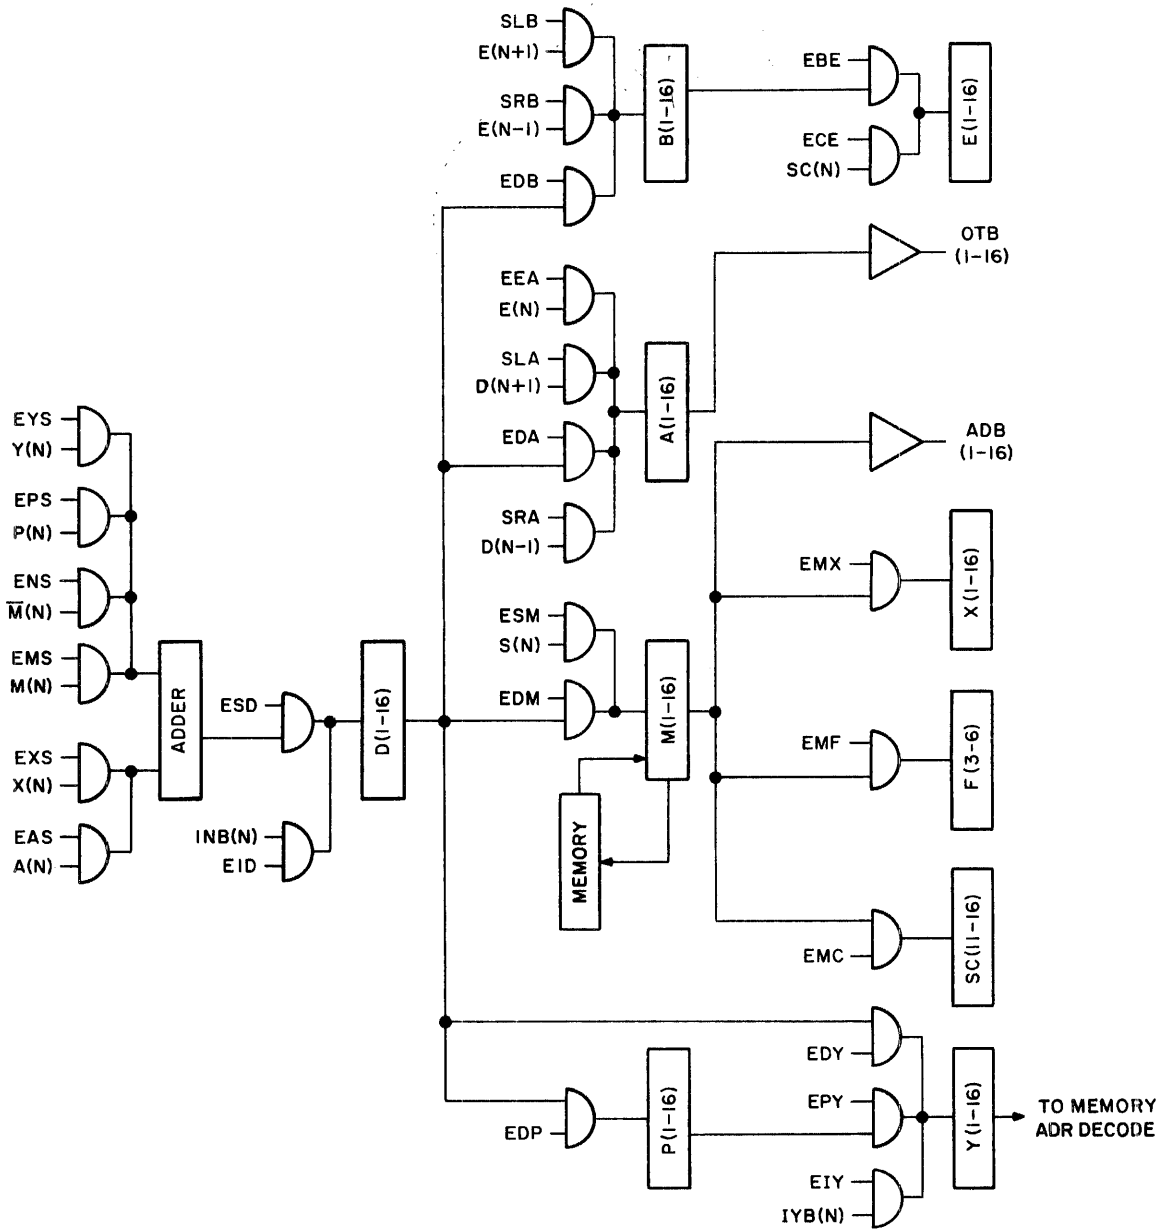 SLB
E(N+1)
SRB
E(N-1)
EDB
B(1-16)
EBE
ECE
SC(N)
E(1-16)
OTB
(1-16)
EEA
E(N)
SLA
D(N+1)
EDA
SRA
D(N-1)
A(1-16)
ADB
(1-16)
EYS
Y(N)
EPS
P(N)
ENS
M̅(N)
EMS
M(N)
EXS
X(N)
EAS
A(N)
ADDER
ESD
INB(N)
EID
D(1-16)
ESM
S(N)
EDM
M(1-16)
MEMORY
EMX
X(1-16)
EMF
F(3-6)
EMC
SC(11-16)
EDY
EDP
P(1-16)
EPY
EIY
IYB(N)
Y(1-16)
TO MEMORY
ADR DECODE